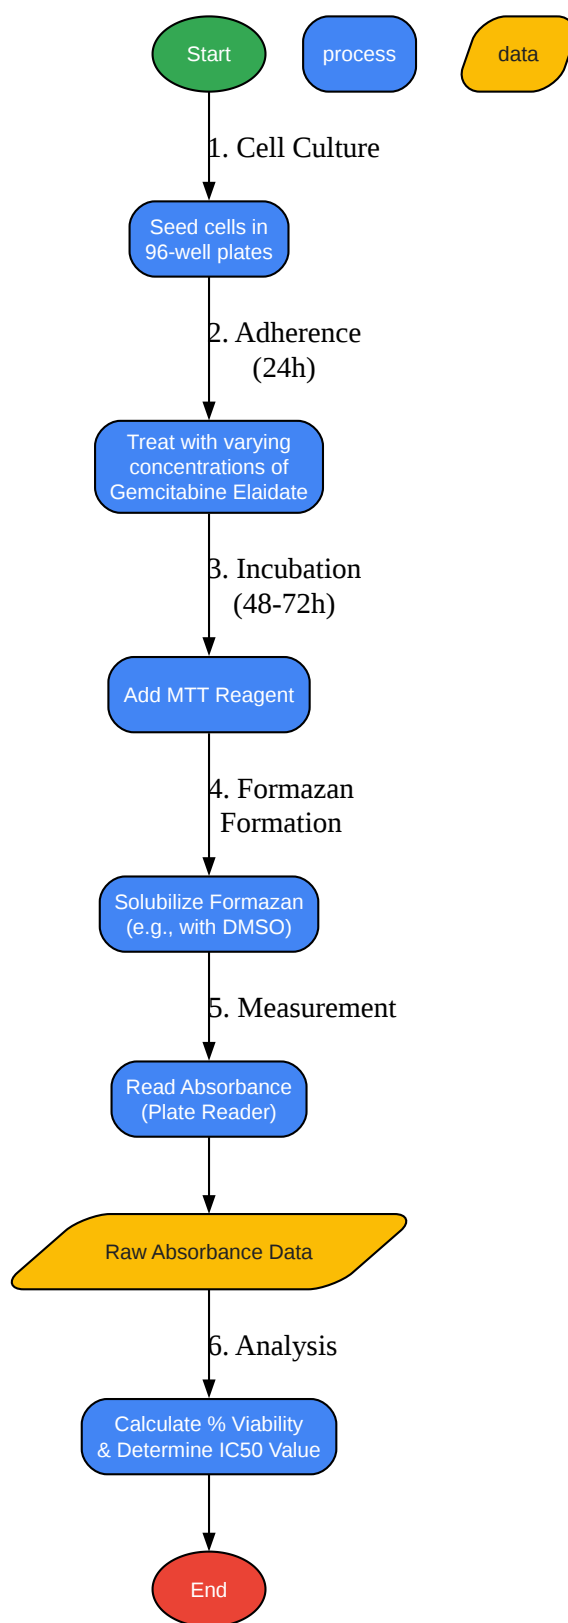 Start
process
data
1. Cell Culture
Seed cells in
96-well plates
2. Adherence
(24h)
Treat with varying
concentrations of
Gemcitabine Elaidate
3. Incubation
(48-72h)
Add MTT Reagent
4. Formazan
Formation
Solubilize Formazan
(e.g., with DMSO)
5. Measurement
Read Absorbance
(Plate Reader)
Raw Absorbance Data
6. Analysis
Calculate % Viability
& Determine IC50 Value
End